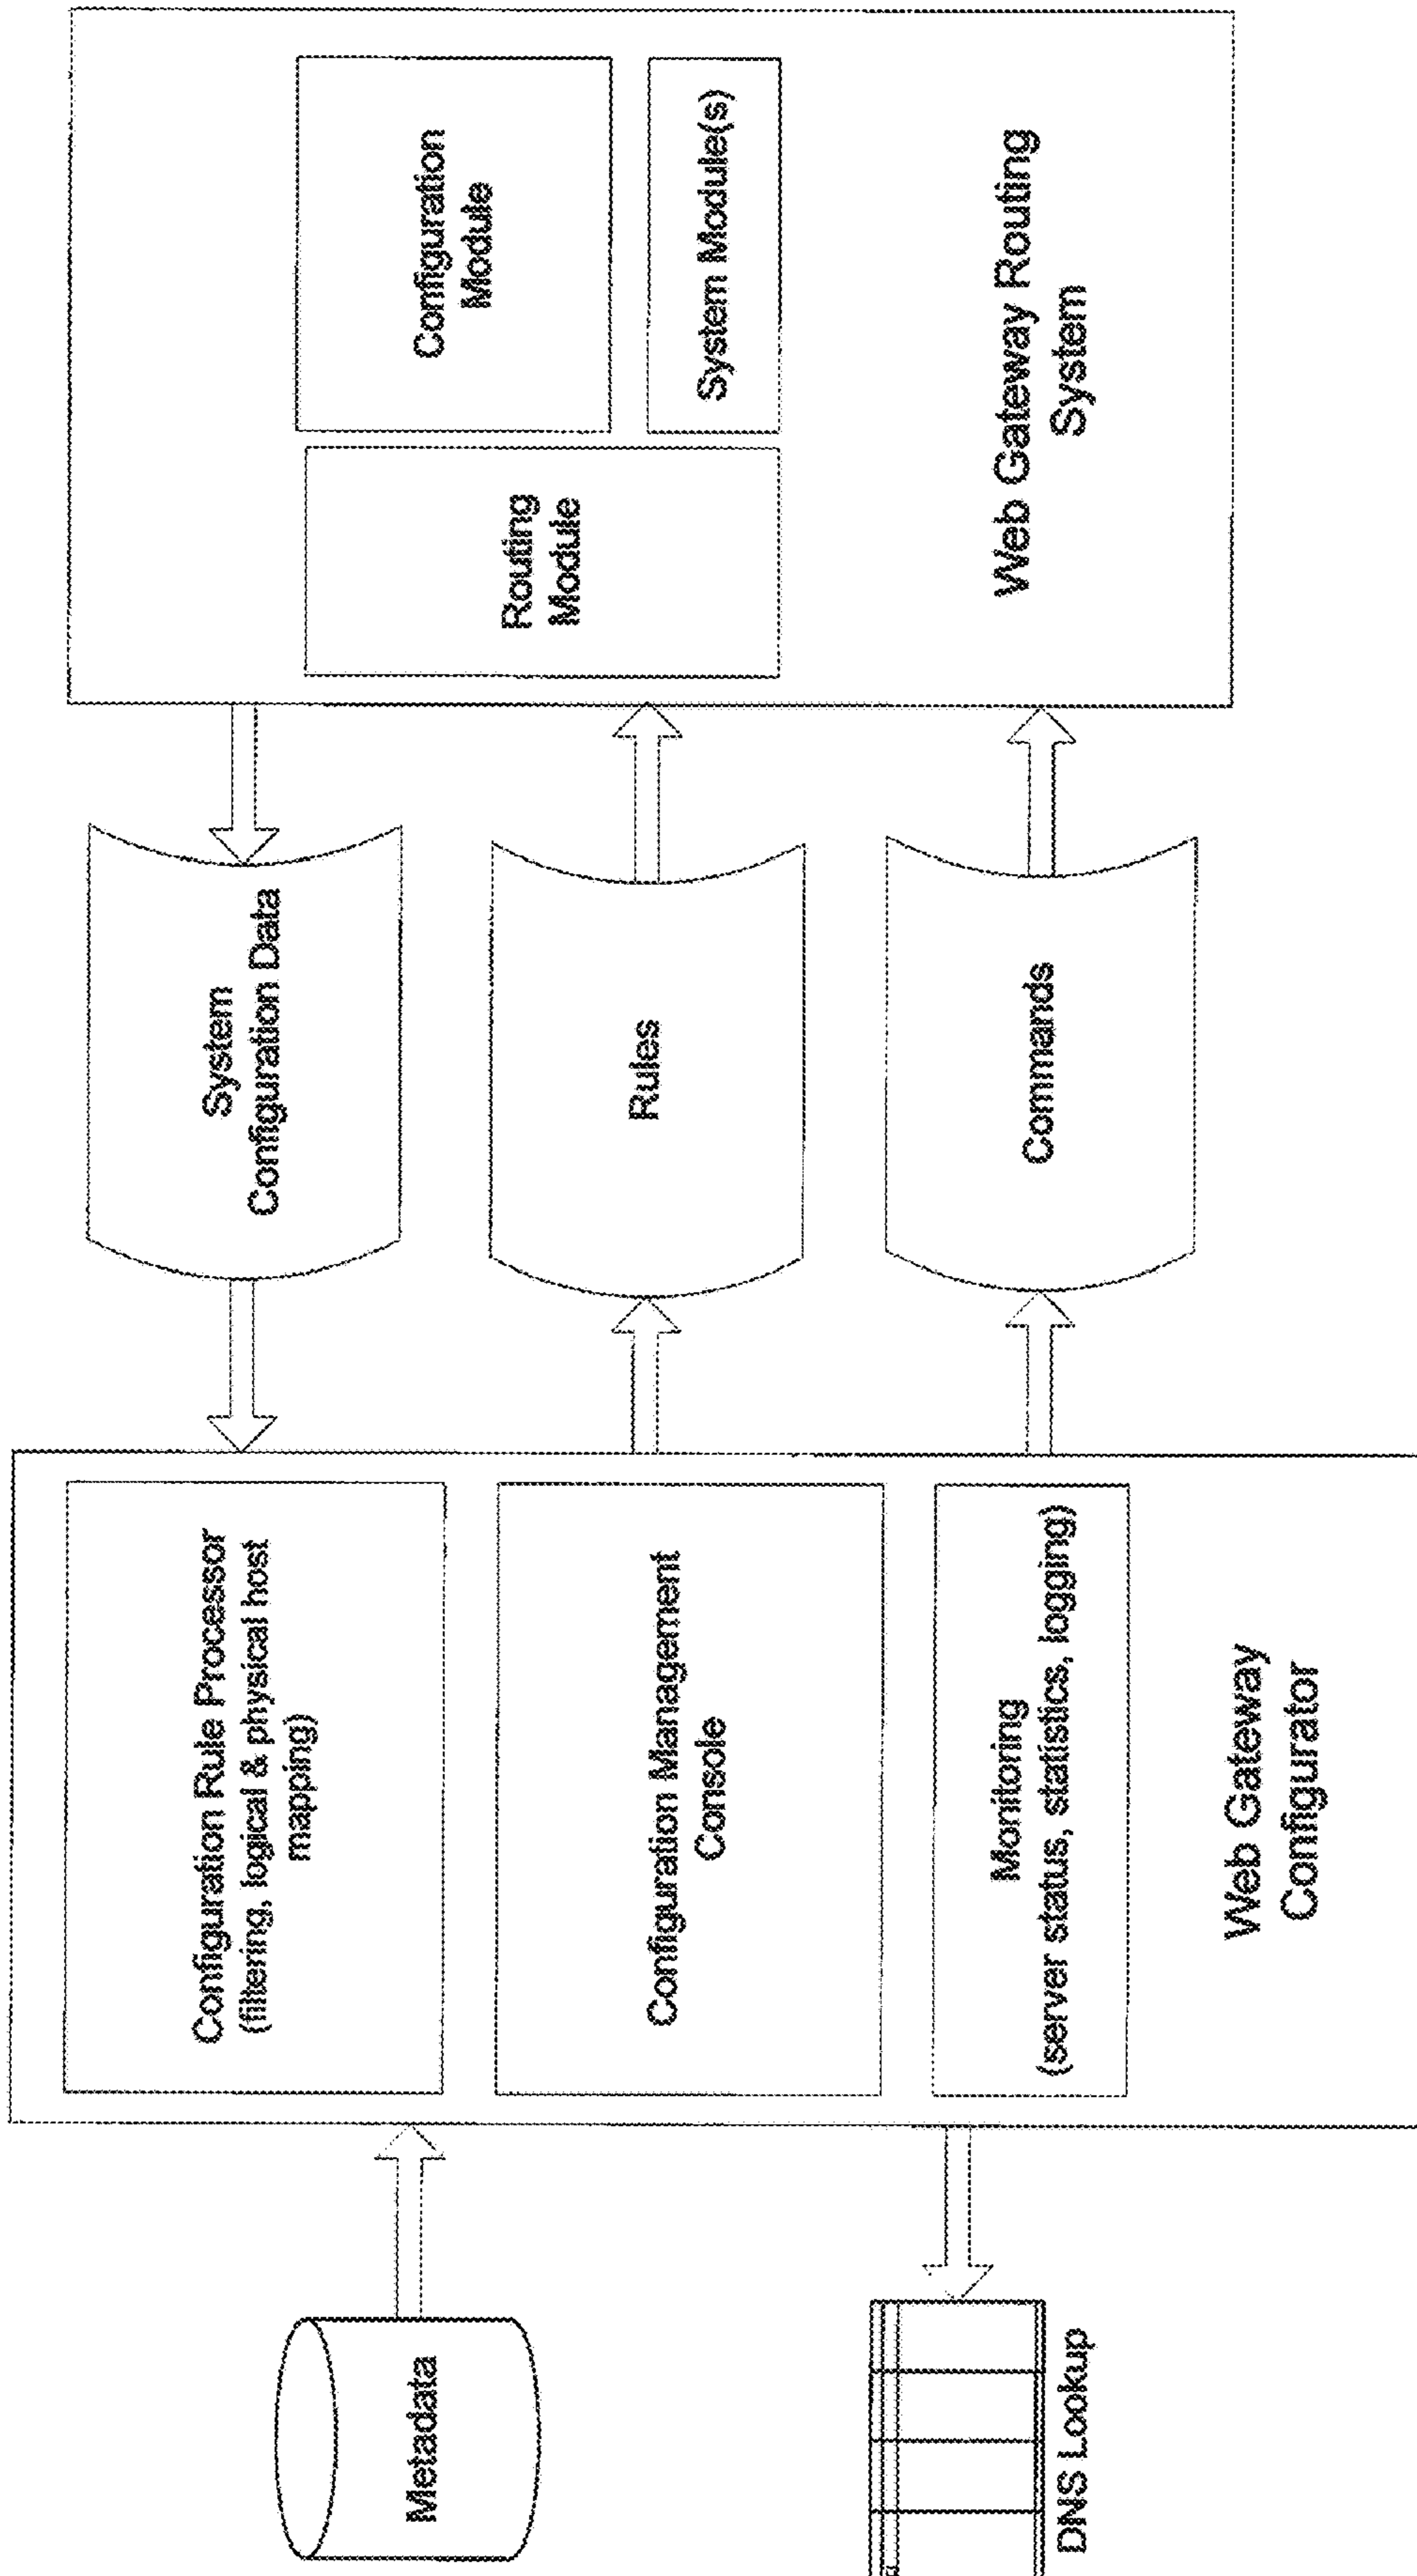 Metadata
DNS Lookup
Configuration Rule Processor
(filtering, logical & physical host
mapping)
Configuration Management
Console
Monitoring
(server status, statistics, logging)
Web Gateway
Configurator
System
Configuration Data
Rules
Commands
Routing
Module
Configuration
Module
System Module(s)
Web Gateway Routing
System